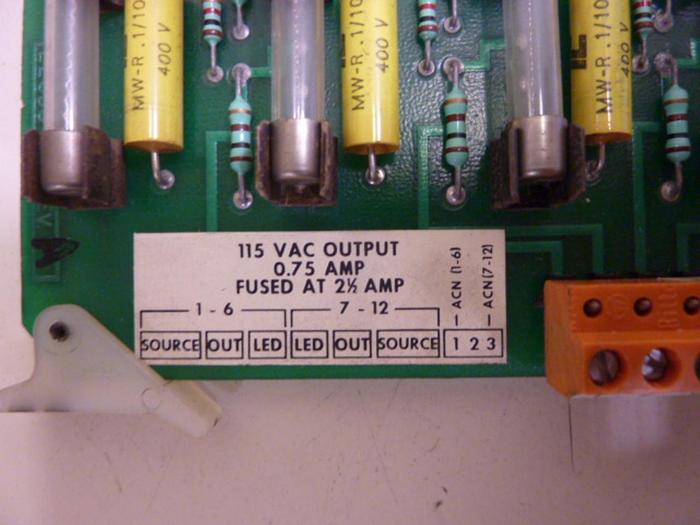 MW-R .1/10
400 V
MW-R .1/10
400 V
MW-R .1/10
400 V
115 VAC OUTPUT
0.75 AMP
FUSED AT 2½ AMP
1 - 6
7 - 12
SOURCE OUT LED LED OUT SOURCE 1 2 3
ACN (1-6)
ACN (7-12)